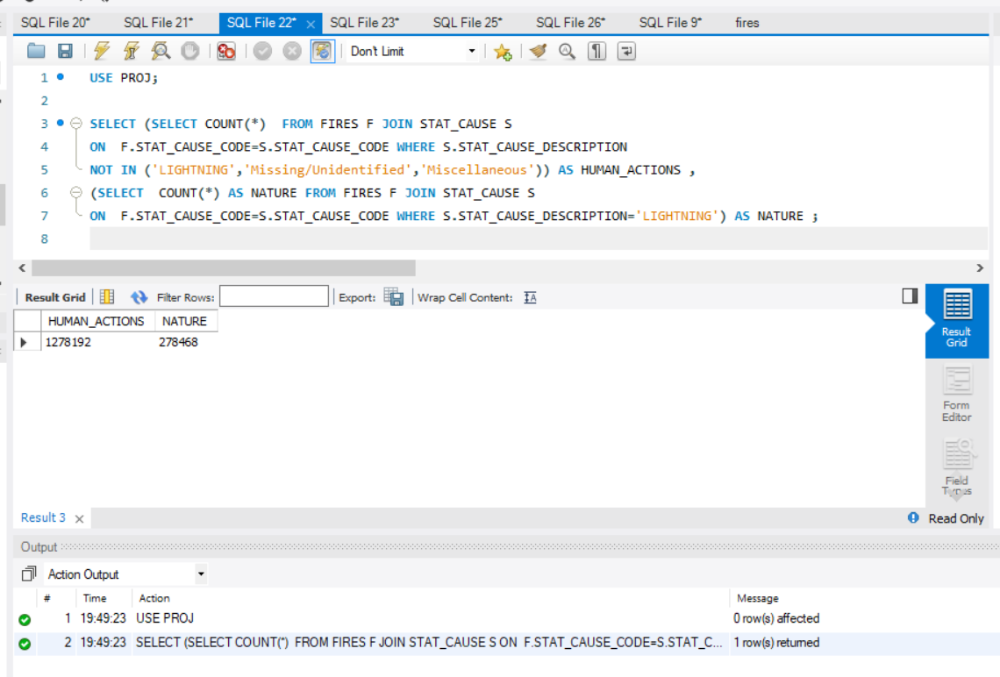 SQL File 20* SQL File 21* SQL File 22* × SQL File 23* SQL File 25* SQL File 26* SQL File 9* fires
Don't Limit
1 USE PROJ;
2
3 SELECT (SELECT COUNT(*) FROM FIRES F JOIN STAT_CAUSE S
4 ON F.STAT_CAUSE_CODE=S.STAT_CAUSE_CODE WHERE S.STAT_CAUSE_DESCRIPTION
5 NOT IN ('LIGHTNING','Missing/Unidentified','Miscellaneous')) AS HUMAN_ACTIONS ,
6 (SELECT COUNT(*) AS NATURE FROM FIRES F JOIN STAT_CAUSE S
7 ON F.STAT_CAUSE_CODE=S.STAT_CAUSE_CODE WHERE S.STAT_CAUSE_DESCRIPTION='LIGHTNING') AS NATURE ;
8
Result Grid Filter Rows: Export: Wrap Cell Content:
HUMAN_ACTIONS NATURE
1278192 278468
Result
Grid
Form
Editor
Field
Types
Result 3 × Read Only
Output
Action Output
# Time Action Message
1 19:49:23 USE PROJ 0 row(s) affected
2 19:49:23 SELECT (SELECT COUNT(*) FROM FIRES F JOIN STAT_CAUSE S ON F.STAT_CAUSE_CODE=S.STAT_C... 1 row(s) returned